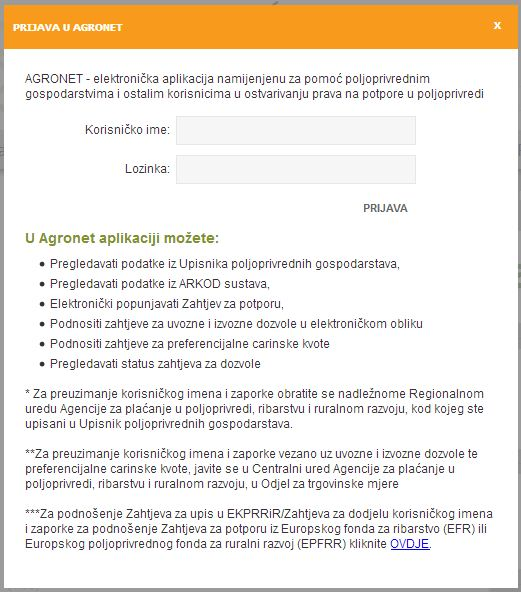 PRIJAVA U AGRONET
x
AGRONET - elektronička aplikacija namijenjenu za pomoć poljoprivrednim
gospodarstvima i ostalim korisnicima u ostvarivanju prava na potpore u poljoprivredi
Korisničko ime:
Lozinka:
PRIJAVA
U Agronet aplikaciji možete:
• Pregledavati podatke iz Upisnika poljoprivrednih gospodarstava,
• Pregledavati podatke iz ARKOD sustava,
• Elektronički popunjavati Zahtjev za potporu,
• Podnositi zahtjeve za uvozne i izvozne dozvole u elektroničkom obliku
• Podnositi zahtjeve za preferencijalne carinske kvote
• Pregledavati status zahtjeva za dozvole
* Za preuzimanje korisničkog imena i zaporke obratite se nadležnome Regionalnom
uredu Agencije za plaćanje u poljoprivredi, ribarstvu i ruralnom razvoju, kod kojeg ste
upisani u Upisnik poljoprivrednih gospodarstava.
**Za preuzimanje korisničkog imena i zaporke vezano uz uvozne i izvozne dozvole te
preferencijalne carinske kvote, javite se u Centralni ured Agencije za plaćanje u
poljoprivredi, ribarstvu i ruralnom razvoju, u Odjel za trgovinske mjere
***Za podnošenje Zahtjeva za upis u EKPRRiR/Zahtjev za dodjelu korisničkog imena
i zaporke za podnošenje Zahtjeva za potporu iz Europskog fonda za ribarstvo (EFR) ili
Europskog poljoprivrednog fonda za ruralni razvoj (EPFRR) kliknite OVDJE.